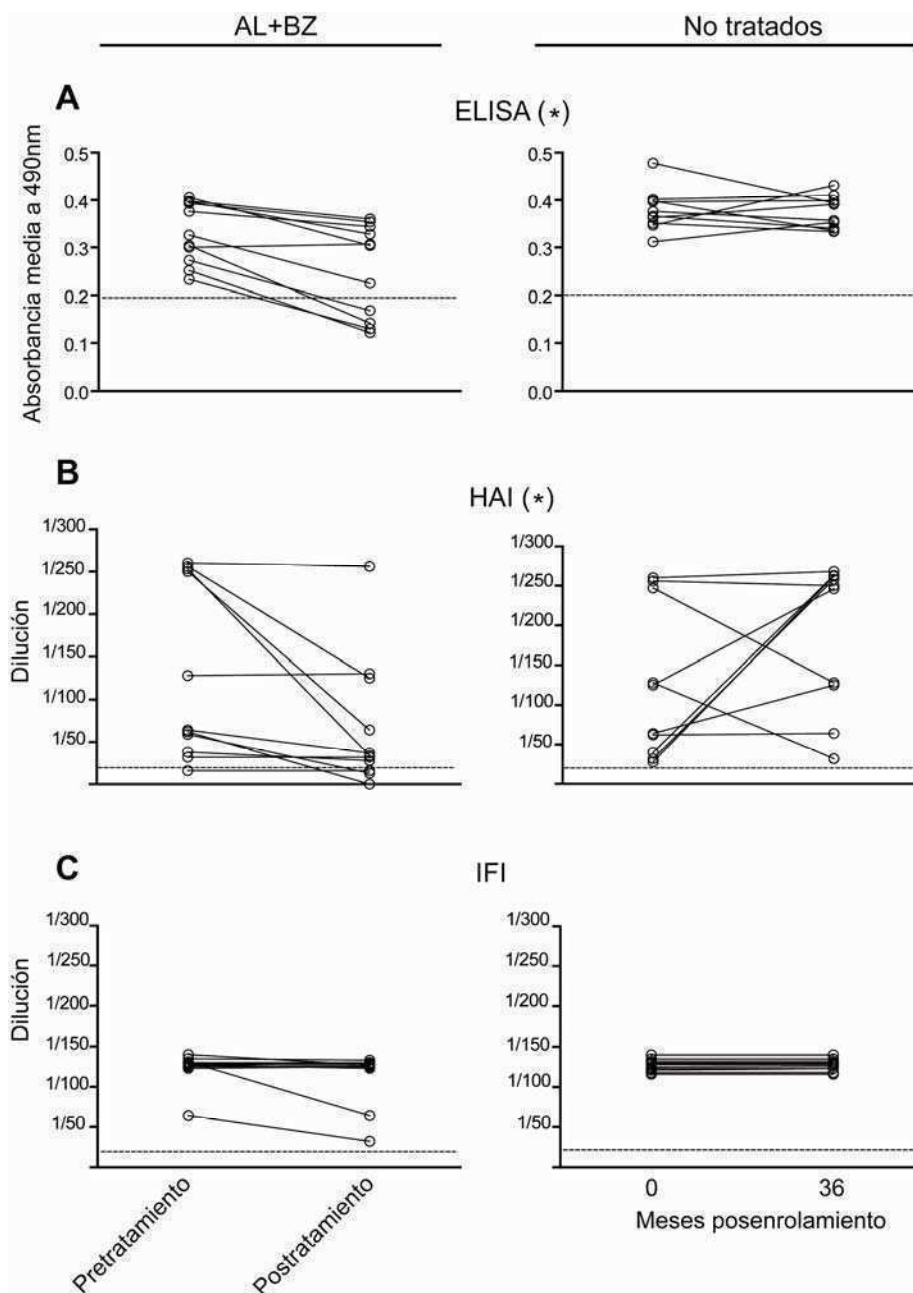 AL+BZ
No tratados
A
ELISA (*)
Absorbancia media a 490nm
0.5
0.4
0.3
0.2
0.1
0.0
0.5
0.4
0.3
0.2
0.1
0.0
B
HAI (*)
Dilución
1/300
1/250
1/200
1/150
1/100
1/50
1/300
1/250
1/200
1/150
1/100
1/50
C
IFI
Dilución
1/300
1/250
1/200
1/150
1/100
1/50
1/300
1/250
1/200
1/150
1/100
1/50
Pretratamiento
Postratamiento
0
36
Meses posenrolamiento